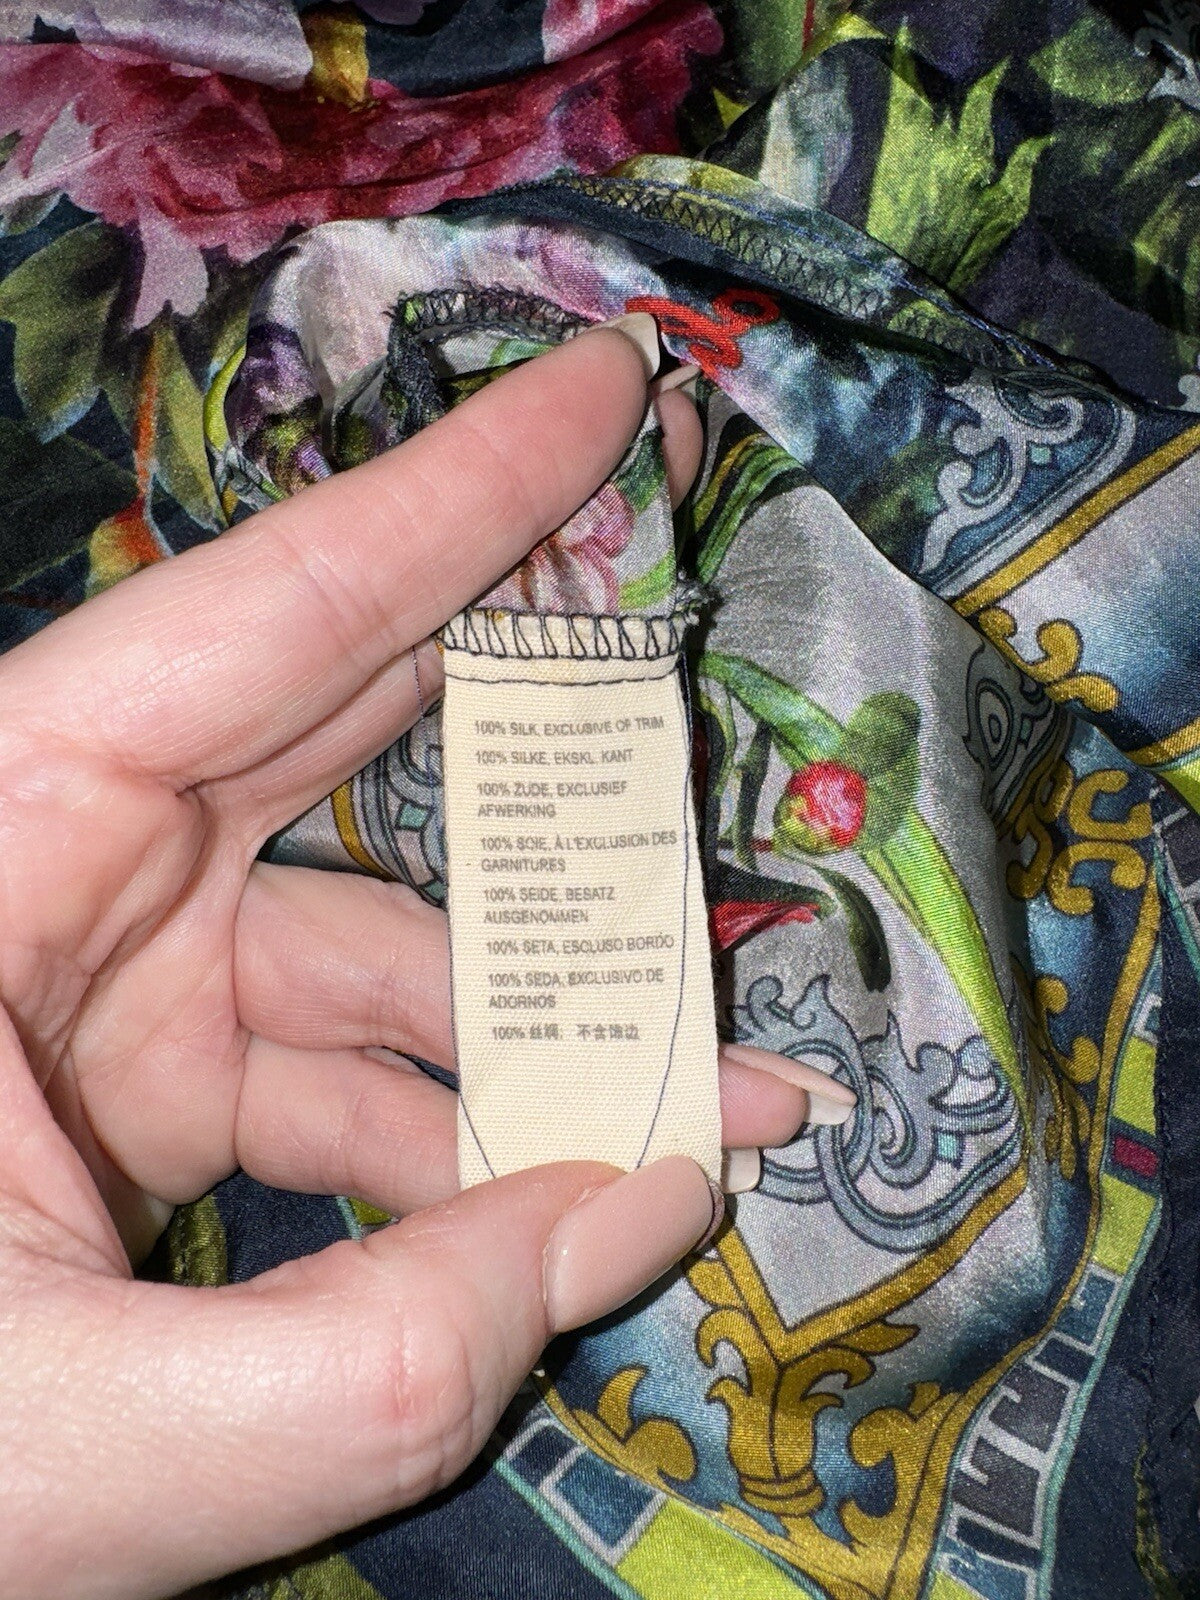 100% SILK, EXCLUSIVE OF TRIM
100% SILKE, EKSKL. KANT
100% ZIJDE, EXCLUSIEF
AFWERKING
100% SOIE, À L'EXCLUSION DES
GARNITURES
100% SEIDE, BESATZ
AUSGENOMMEN
100% SETA, ESCLUSO BORDO
100% SEDA, EXCLUSIVO DE
ADORNOS
100% 丝绸, 不含饰边